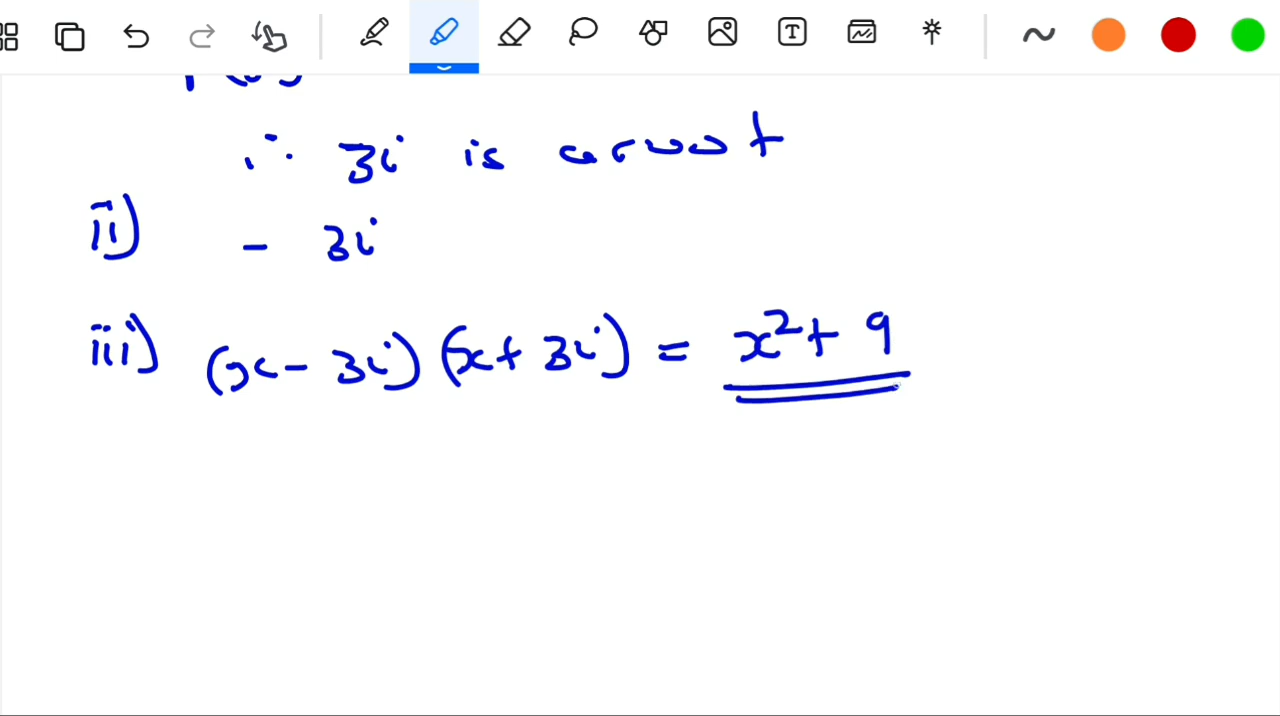 ∴ 3i is a root
ii) - 3i
iii) (x - 3i)(x + 3i) = x² + 9